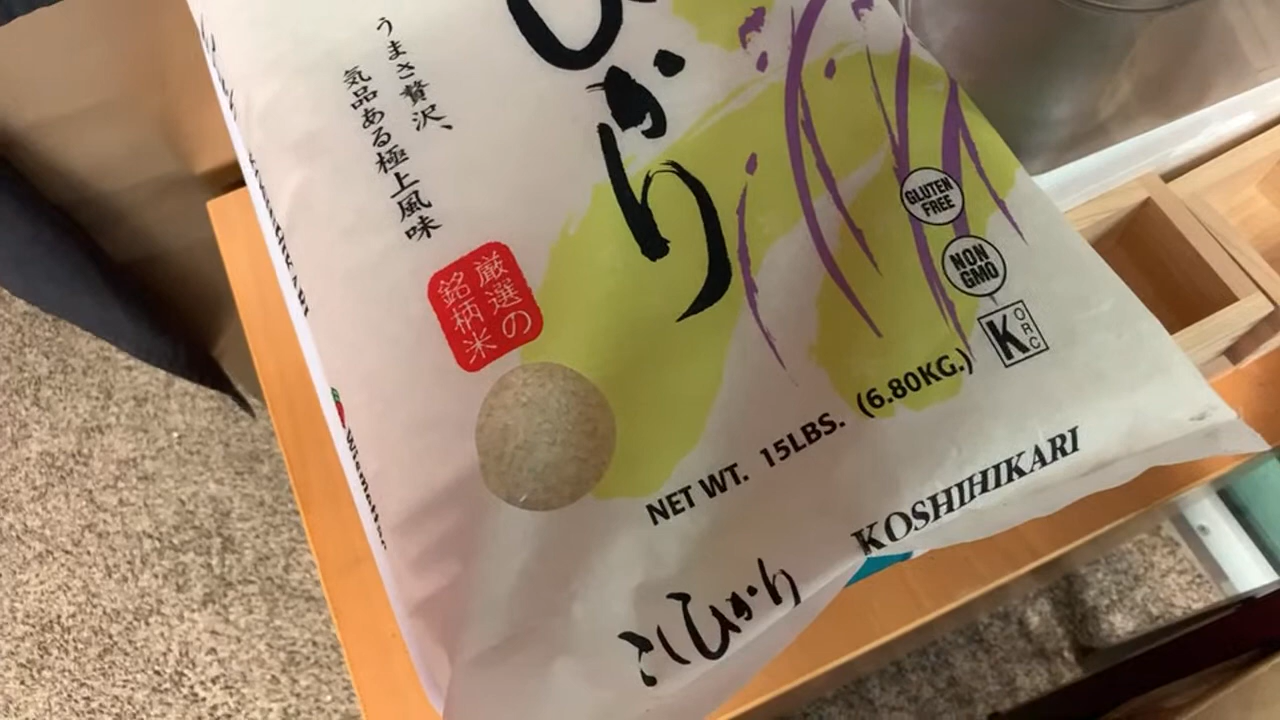 うまさ贅沢、
気品ある極上風味
ひかり
厳選の
銘柄米
GLUTEN
FREE
NON
GMO
K
ORC
NET WT. 15LBS. (6.80KG.)
KOSHIHIKARI
こしひかり